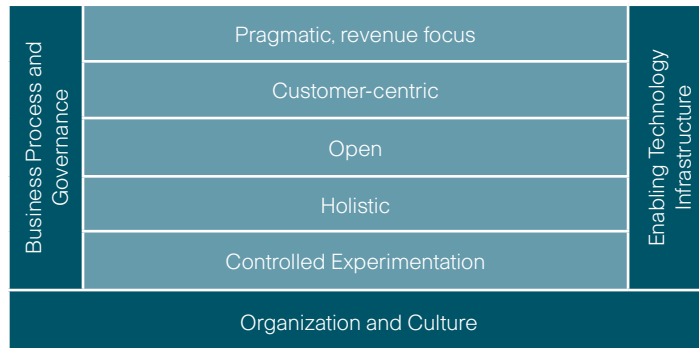 Business Process and
Governance
Pragmatic, revenue focus
Customer-centric
Open
Holistic
Controlled Experimentation
Enabling Technology
Infrastructure
Organization and Culture